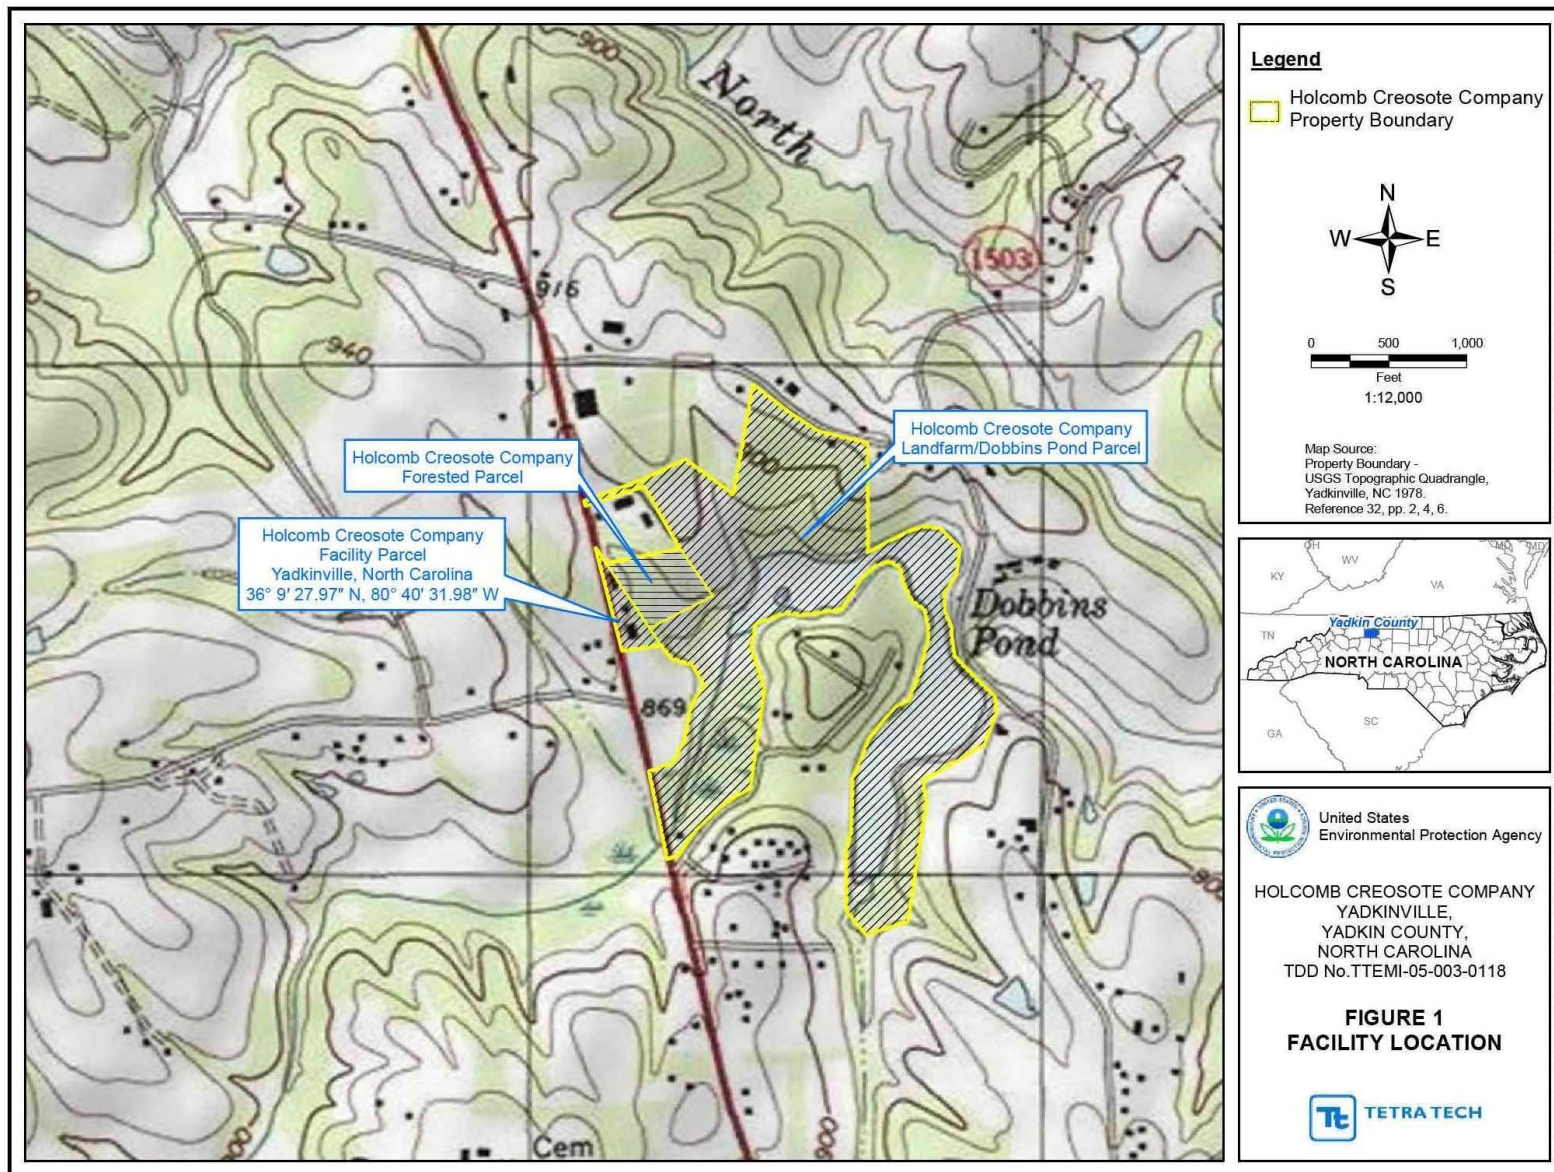 900
North
1503
916
940
Holcomb Creosote Company
Landfarm/Dobbins Pond Parcel
Holcomb Creosote Company
Forested Parcel
900
Holcomb Creosote Company
Facility Parcel
Yadkinville, North Carolina
36° 9' 27.97" N, 80° 40' 31.98" W
Dobbins
Pond
869
900
900
Cem
Legend
Holcomb Creosote Company
Property Boundary
N
W E
S
0 500 1,000
Feet
1:12,000
Map Source:
Property Boundary -
USGS Topographic Quadrangle,
Yadkinville, NC 1978.
Reference 32, pp. 2, 4, 6.
OH
WV
MD
MD
KY
VA
Yadkin County
TN
NORTH CAROLINA
SC
GA
United States
Environmental Protection Agency
HOLCOMB CREOSOTE COMPANY
YADKINVILLE,
YADKIN COUNTY,
NORTH CAROLINA
TDD No.TTEMI-05-003-0118
FIGURE 1
FACILITY LOCATION
Tt TETRA TECH